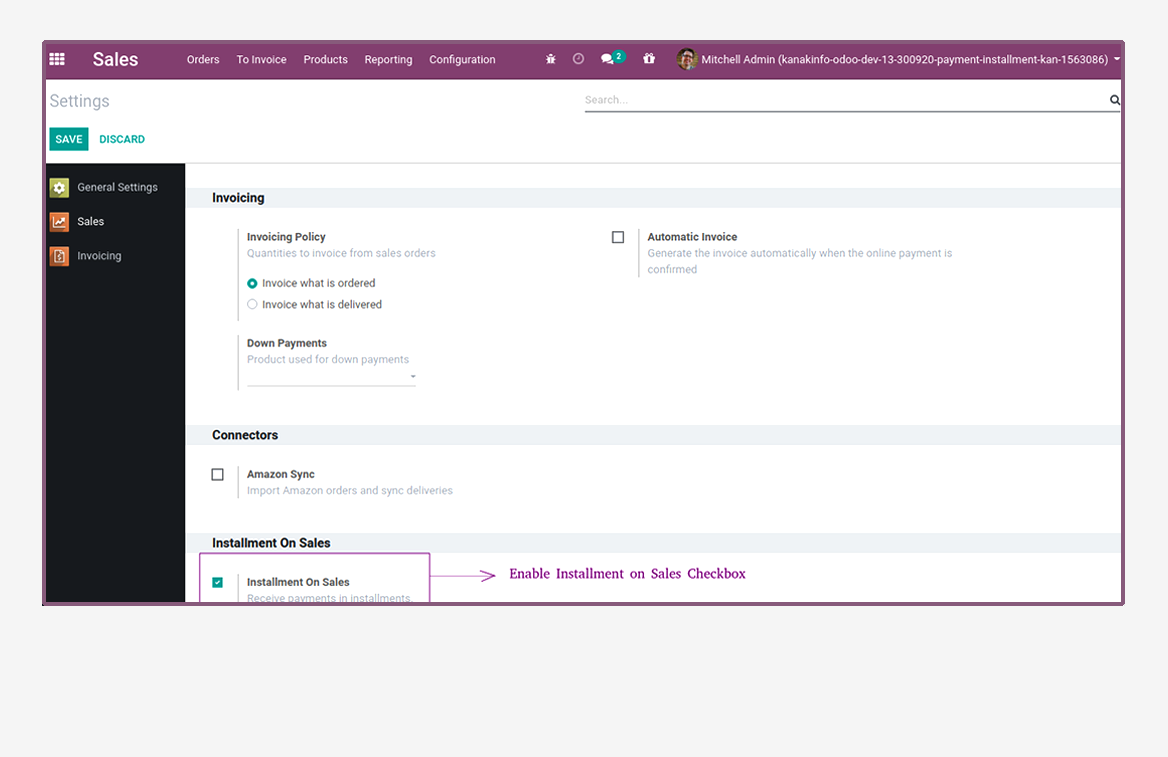 Sales Orders To Invoice Products Reporting Configuration 2 Mitchell Admin (kanakinfo-odoo-dev-13-300920-payment-installment-kan-1563086)
Settings Search...
SAVE DISCARD
General Settings
Sales
Invoicing
Invoicing
Invoicing Policy
Quantities to invoice from sales orders
Invoice what is ordered
Invoice what is delivered
Automatic Invoice
Generate the invoice automatically when the online payment is
confirmed
Down Payments
Product used for down payments
Connectors
Amazon Sync
Import Amazon orders and sync deliveries
Installment On Sales
Installment On Sales
Receive payments in installments.
Enable Installment on Sales Checkbox